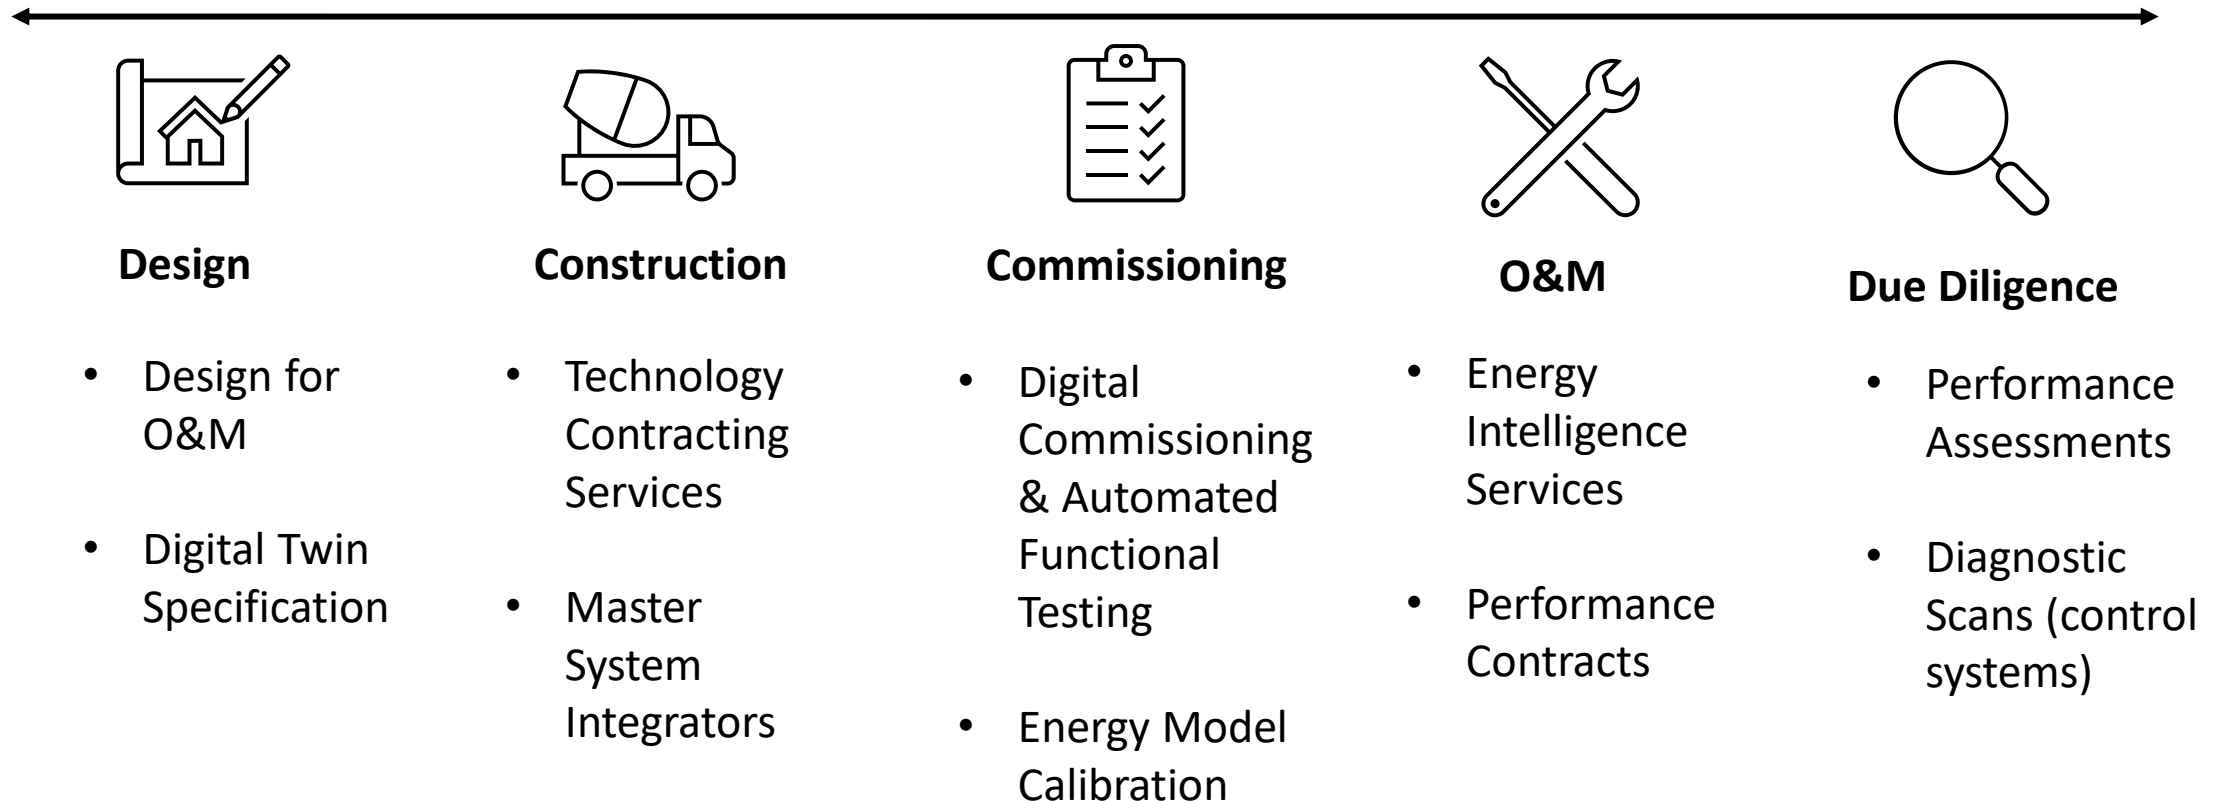 Design
• Design for
O&M
• Digital Twin
Specification
Construction
• Technology
Contracting
Services
• Master
System
Integrators
Commissioning
• Digital
Commissioning
& Automated
Functional
Testing
• Energy Model
Calibration
O&M
• Energy
Intelligence
Services
• Performance
Contracts
Due Diligence
• Performance
Assessments
• Diagnostic
Scans (control
systems)